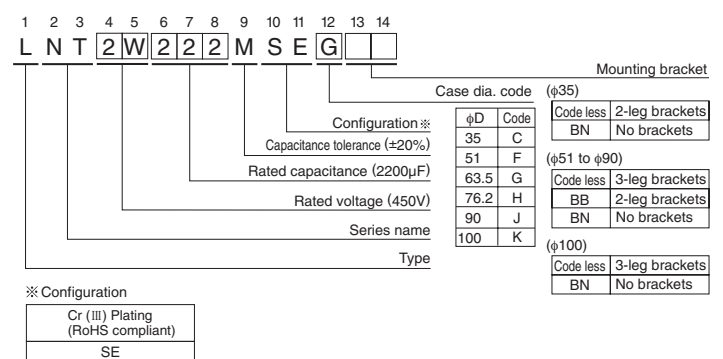 1 2 3 4 5 6 7 8 9 10 11 12 13 14
L N T 2 W 2 2 2 M S E G
Mounting bracket
Case dia. code
Configuration※
Capacitance tolerance (±20%)
Rated capacitance (2200µF)
Rated voltage (450V)
Series name
Type
φD Code
35 C
51 F
63.5 G
76.2 H
90 J
100 K
(φ35)
Code less 2-leg brackets
BN No brackets
(φ51 to φ90)
Code less 3-leg brackets
BB 2-leg brackets
BN No brackets
(φ100)
Code less 3-leg brackets
BN No brackets
※Configuration
Cr (Ⅲ) Plating
(RoHS compliant)
SE